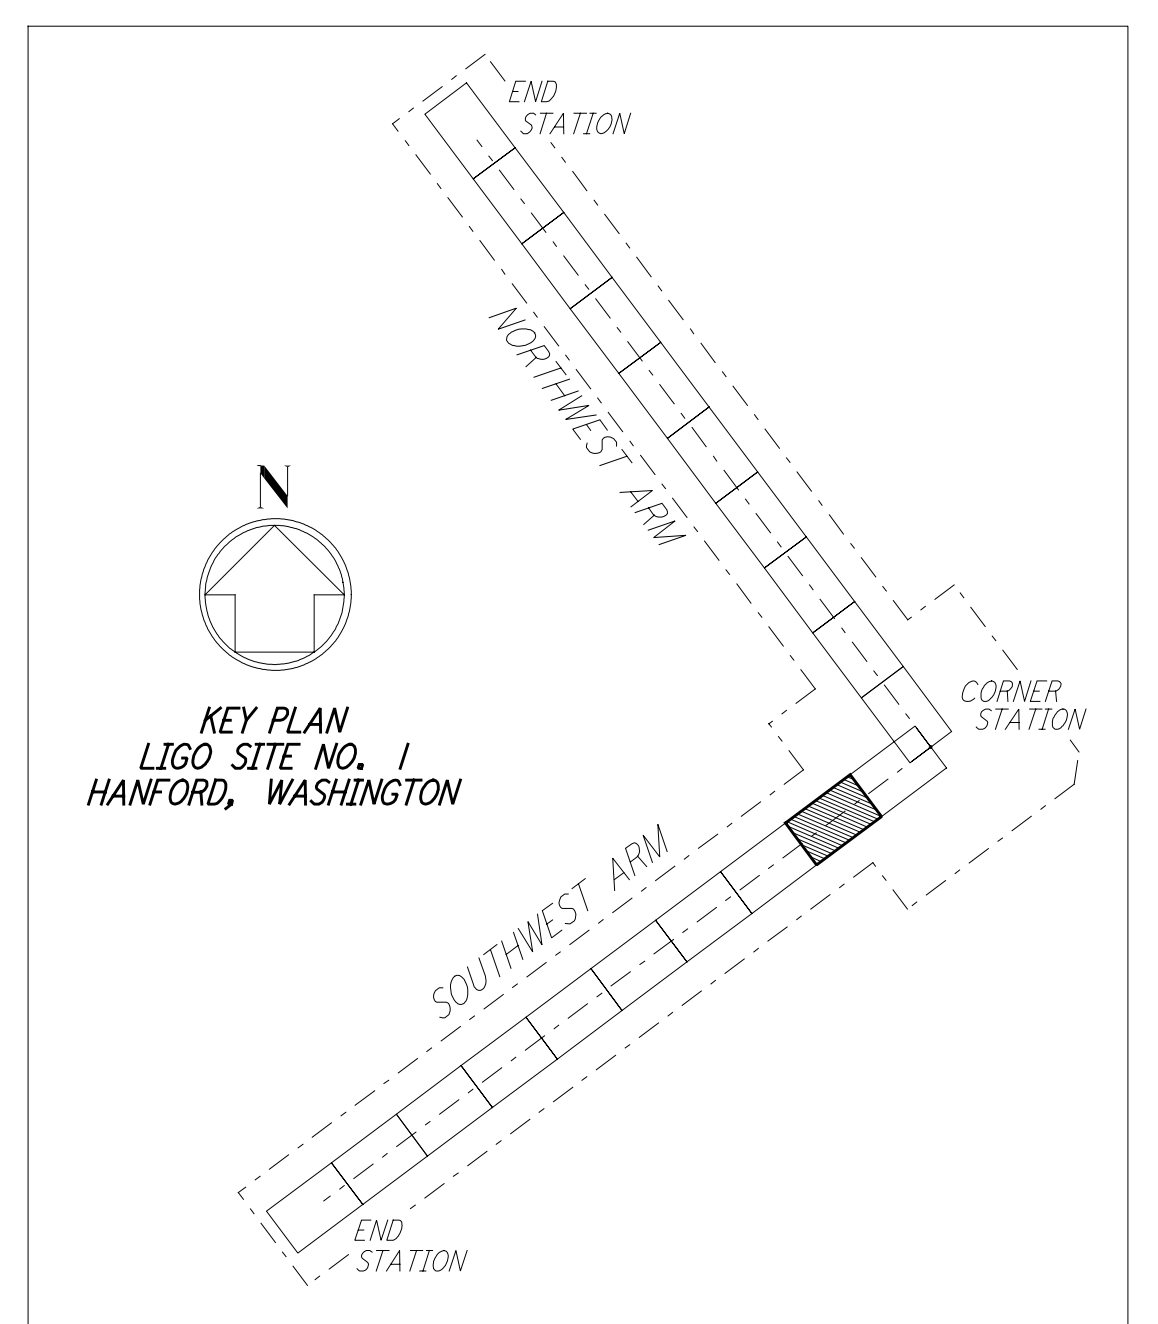 END
STATION
NORTHWEST ARM
N
KEY PLAN
LIGO SITE NO. 1
HANFORD, WASHINGTON
CORNER
STATION
SOUTHWEST ARM
END
STATION